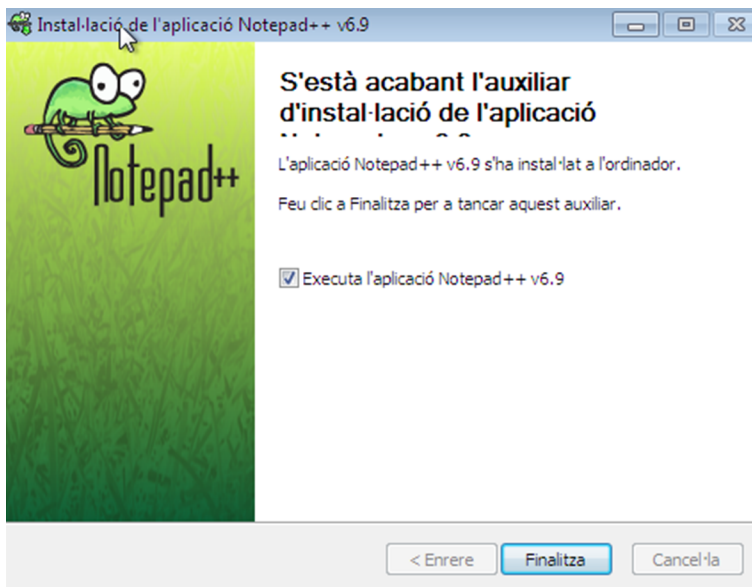 Instal·lació de l'aplicació Notepad++ v6.9
Notepad++
S'està acabant l'auxiliar
d'instal·lació de l'aplicació
L'aplicació Notepad++ v6.9 s'ha instal·lat a l'ordinador.
Feu clic a Finalitza per a tancar aquest auxiliar.
Executa l'aplicació Notepad++ v6.9
< Enrere
Finalitza
Cancel·la